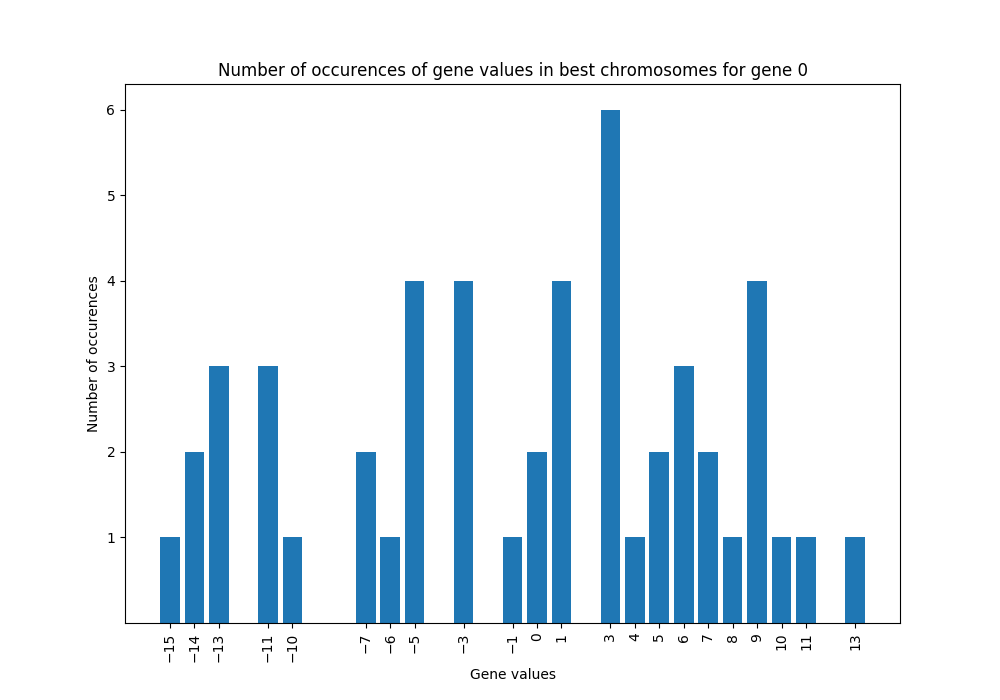 Number of occurences of gene values in best chromosomes for gene 0
Number of occurences
6
5
4
3
2
1
−15 −14 −13 −11 −10 −7 −6 −5 −3 −1 0 1 3 4 5 6 7 8 9 10 11 13
Gene values